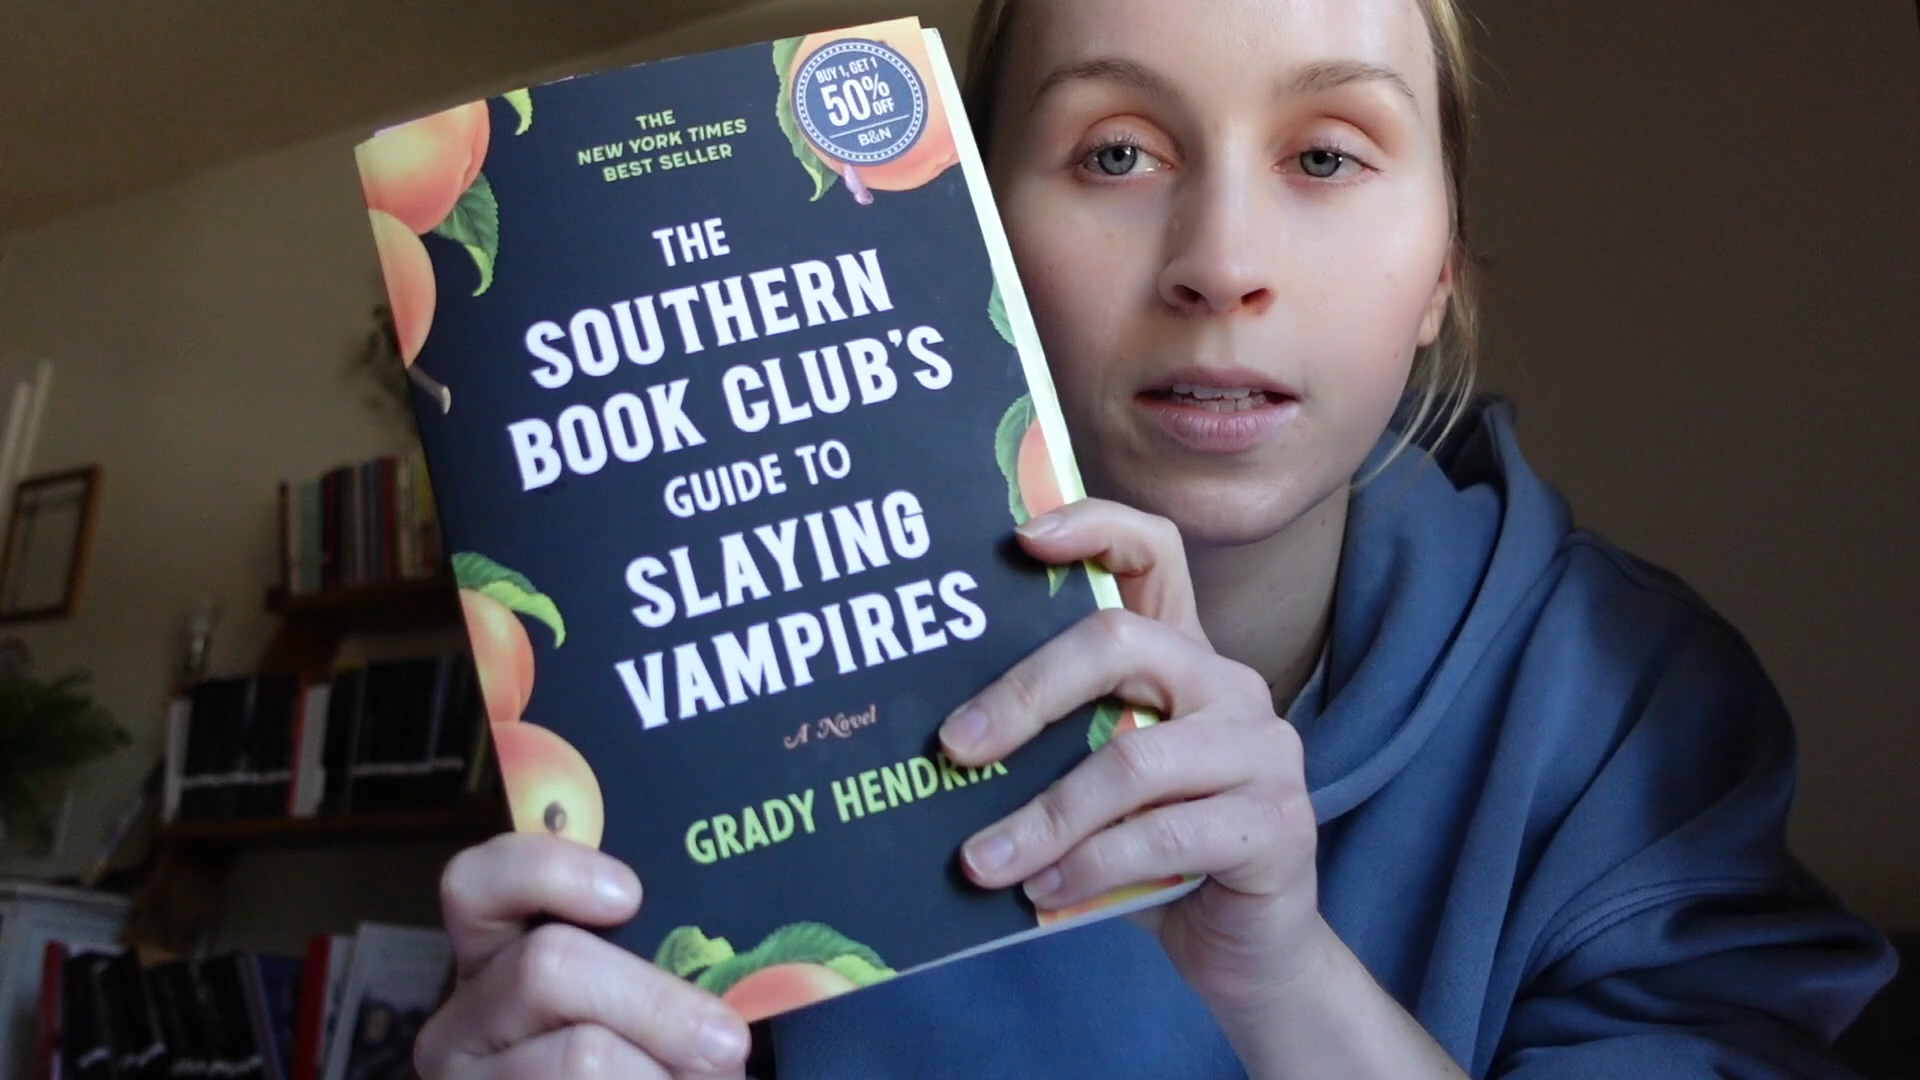 BUY 1, GET 1
50%
OFF
B&N
THE
NEW YORK TIMES
BEST SELLER
THE
SOUTHERN
BOOK CLUB'S
GUIDE TO
SLAYING
VAMPIRES
A Novel
GRADY HENDRIX